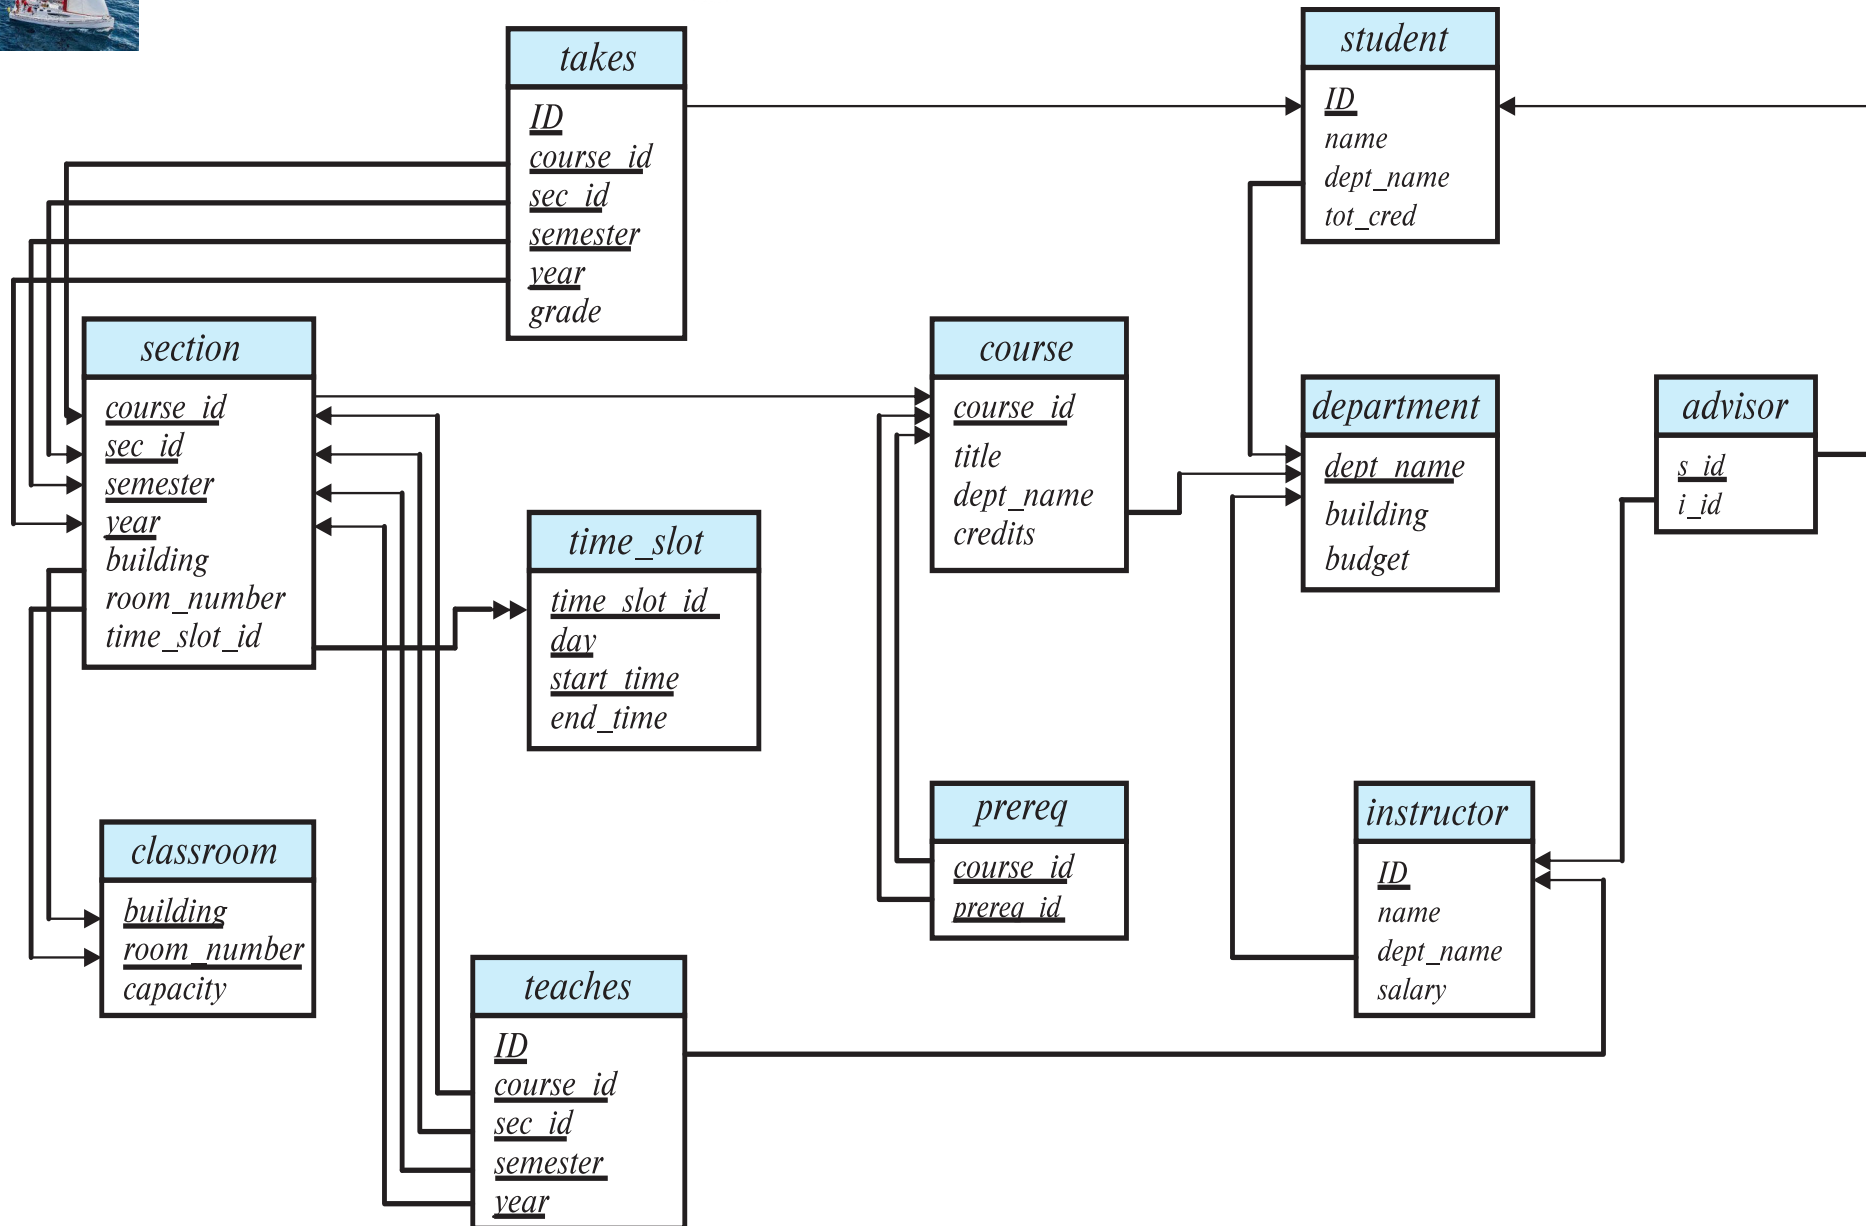 takes
ID
course_id
sec_id
semester
year
grade
student
ID
name
dept_name
tot_cred
section
course_id
sec_id
semester
year
building
room_number
time_slot_id
course
course_id
title
dept_name
credits
department
dept_name
building
budget
advisor
s_id
i_id
time_slot
time_slot_id
day
start_time
end_time
prereq
course_id
prereq_id
instructor
ID
name
dept_name
salary
classroom
building
room_number
capacity
teaches
ID
course_id
sec_id
semester
year